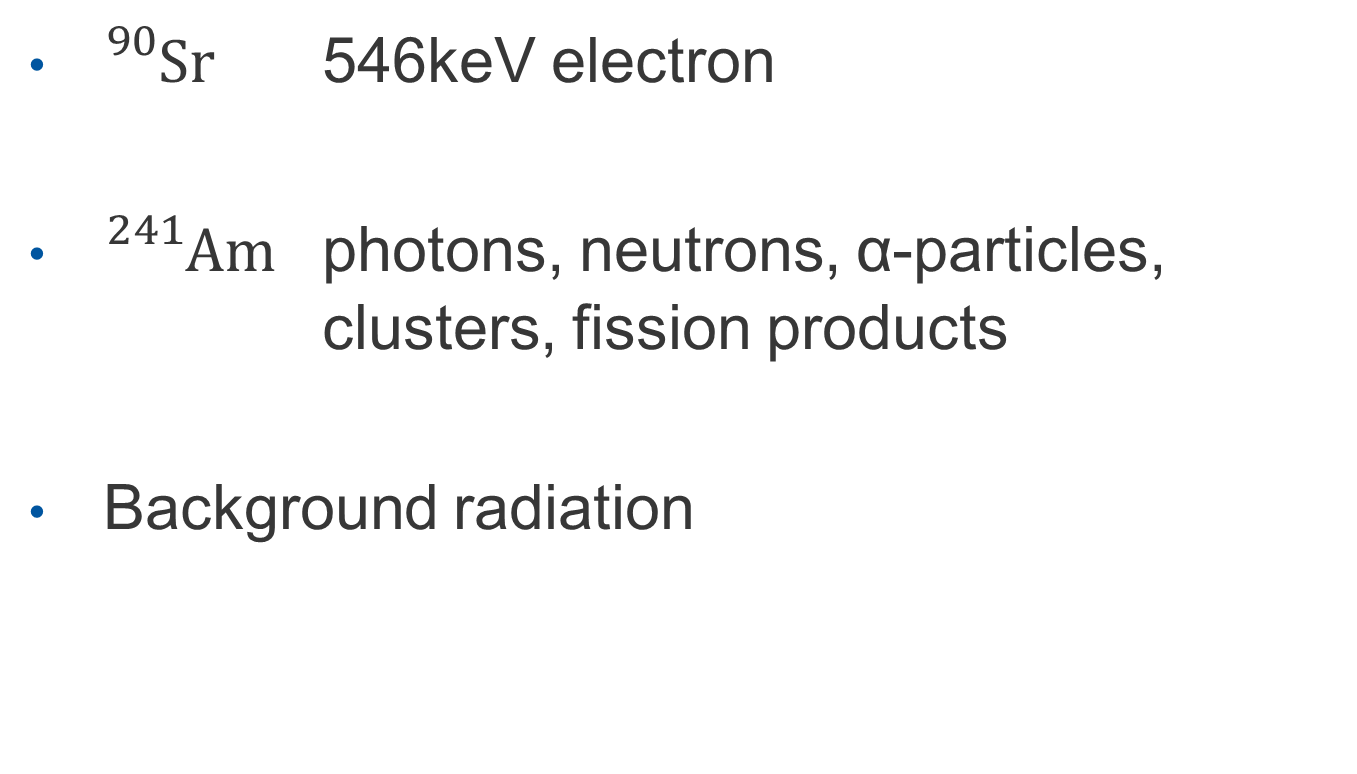 • ⁹⁰Sr 546keV electron
• ²⁴¹Am photons, neutrons, α-particles,
clusters, fission products
• Background radiation